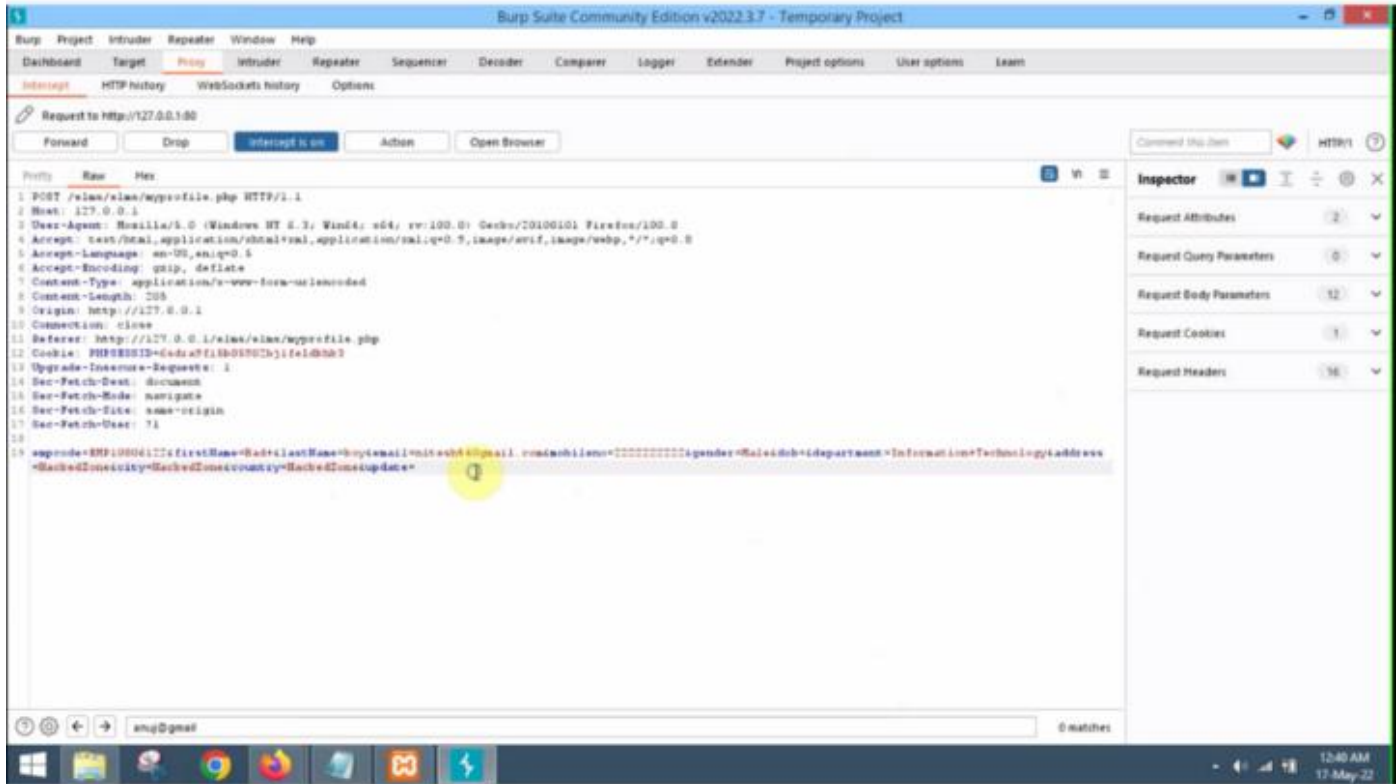 Burp Suite Community Edition v2022.3.7 - Temporary Project
Burp Project Intruder Repeater Window Help
Dashboard Target Proxy Intruder Repeater Sequencer Decoder Comparer Logger Extender Project options User options Learn
Intercept HTTP history WebSockets history Options
Request to http://127.0.0.1:80
Forward Drop Intercept is on Action Open Browser Comment this item HTTP/1
Pretty Raw Hex
Inspector
1 POST /elms/elms/myprofile.php HTTP/1.1
2 Host: 127.0.0.1
3 User-Agent: Mozilla/5.0 (Windows NT 6.3; Win64; x64; rv:100.0) Gecko/20100101 Firefox/100.0
4 Accept: text/html,application/xhtml+xml,application/xml;q=0.9,image/avif,image/webp,*/*;q=0.8
5 Accept-Language: en-US,en;q=0.5
6 Accept-Encoding: gzip, deflate
7 Content-Type: application/x-www-form-urlencoded
8 Content-Length: 205
9 Origin: http://127.0.0.1
10 Connection: close
11 Referer: http://127.0.0.1/elms/elms/myprofile.php
12 Cookie:
13 Upgrade-Insecure-Requests: 1
14 Sec-Fetch-Dest: document
15 Sec-Fetch-Mode: navigate
16 Sec-Fetch-Site: same-origin
17 Sec-Fetch-User: ?1
18
19 &firstName=Bad+&lastName=boy &gender=Male&dob=&department=Information+Technology&address
=HackedZone&city=HackedZone&country=HackedZone&update=
Request Attributes 2
Request Query Parameters 0
Request Body Parameters 12
Request Cookies 1
Request Headers 16
anuj@gmail 0 matches
12:40 AM
17-May-22